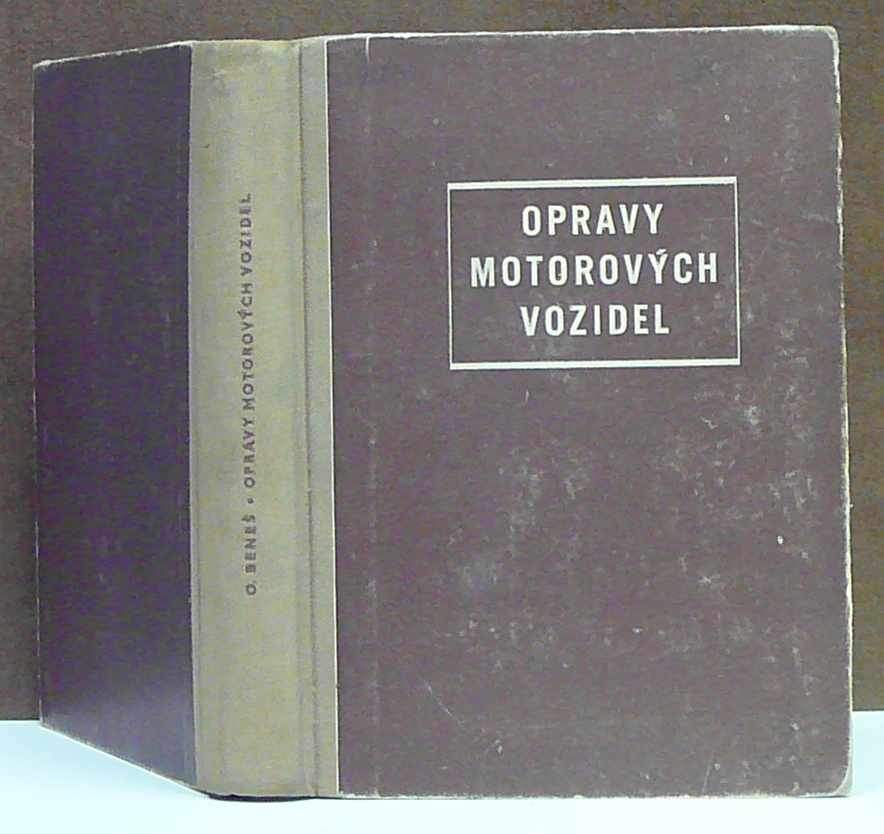 OPRAVY
MOTOROVÝCH
VOZIDEL
O. BENEŠ • OPRAVY MOTOROVÝCH VOZIDEL